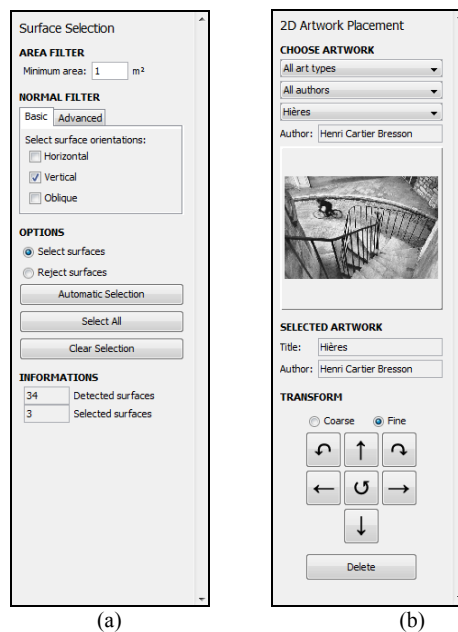 Surface Selection
AREA FILTER
Minimum area: 1 m²
NORMAL FILTER
Basic Advanced
Select surface orientations:
Horizontal
Vertical
Oblique
OPTIONS
Select surfaces
Reject surfaces
Automatic Selection
Select All
Clear Selection
INFORMATIONS
34 Detected surfaces
3 Selected surfaces
(a)
2D Artwork Placement
CHOOSE ARTWORK
All art types
All authors
Hières
Author: Henri Cartier Bresson
SELECTED ARTWORK
Title: Hières
Author: Henri Cartier Bresson
TRANSFORM
Coarse Fine
Delete
(b)